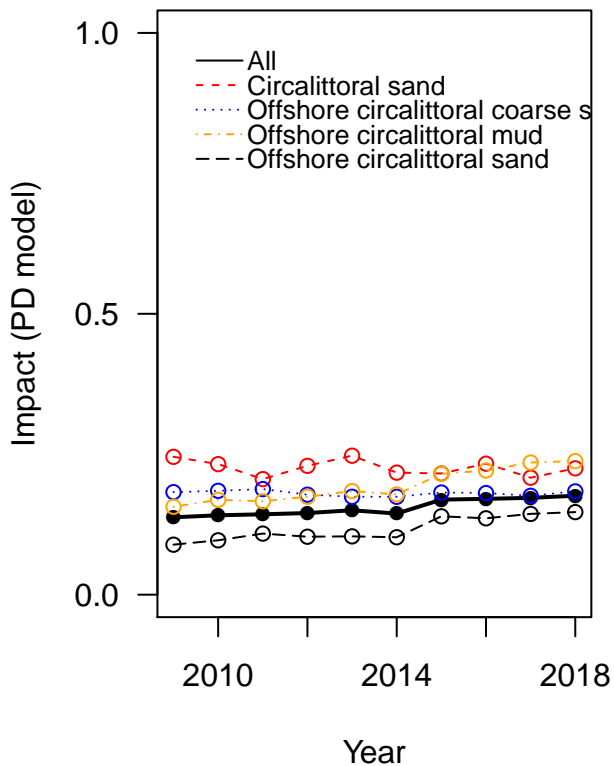 1.0
All
Circalittoral sand
Offshore circalittoral coarse s
Offshore circalittoral mud
Offshore circalittoral sand
Impact (PD model)
0.5
0.0
2010 2014 2018
Year